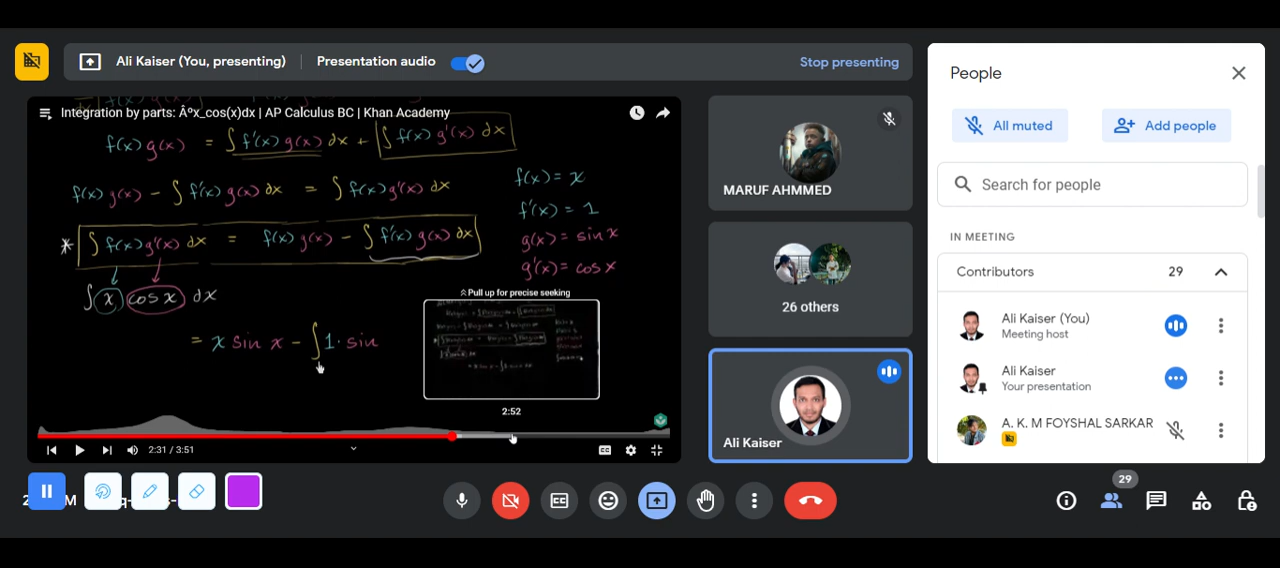 Ali Kaiser (You, presenting)
Presentation audio
Stop presenting
Integration by parts: Âºx_cos(x)dx | AP Calculus BC | Khan Academy
f(x) g(x) = ∫ f'(x) g(x) dx + ∫ f(x) g'(x) dx
f(x) g(x) - ∫ f'(x) g(x) dx = ∫ f(x) g'(x) dx
* ∫ f(x) g'(x) dx = f(x) g(x) - ∫ f'(x) g(x) dx
∫ x cos x dx
= x sin x - ∫ 1 · sin
f(x) = x
f'(x) = 1
g(x) = sin x
g'(x) = cos x
Pull up for precise seeking
2:52
2:31 / 3:51
MARUF AHMMED
26 others
Ali Kaiser
People
All muted
Add people
Search for people
IN MEETING
Contributors
29
Ali Kaiser (You)
Meeting host
Ali Kaiser
Your presentation
A. K. M FOYSHAL SARKAR
29